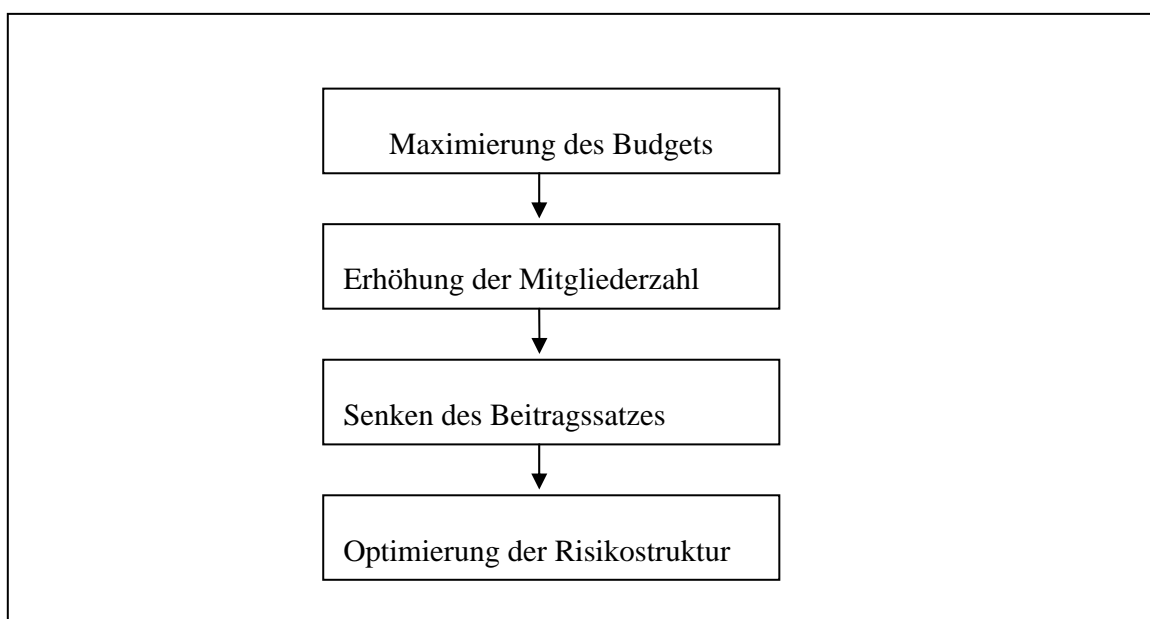 Maximierung des Budgets
Erhöhung der Mitgliederzahl
Senken des Beitragssatzes
Optimierung der Risikostruktur